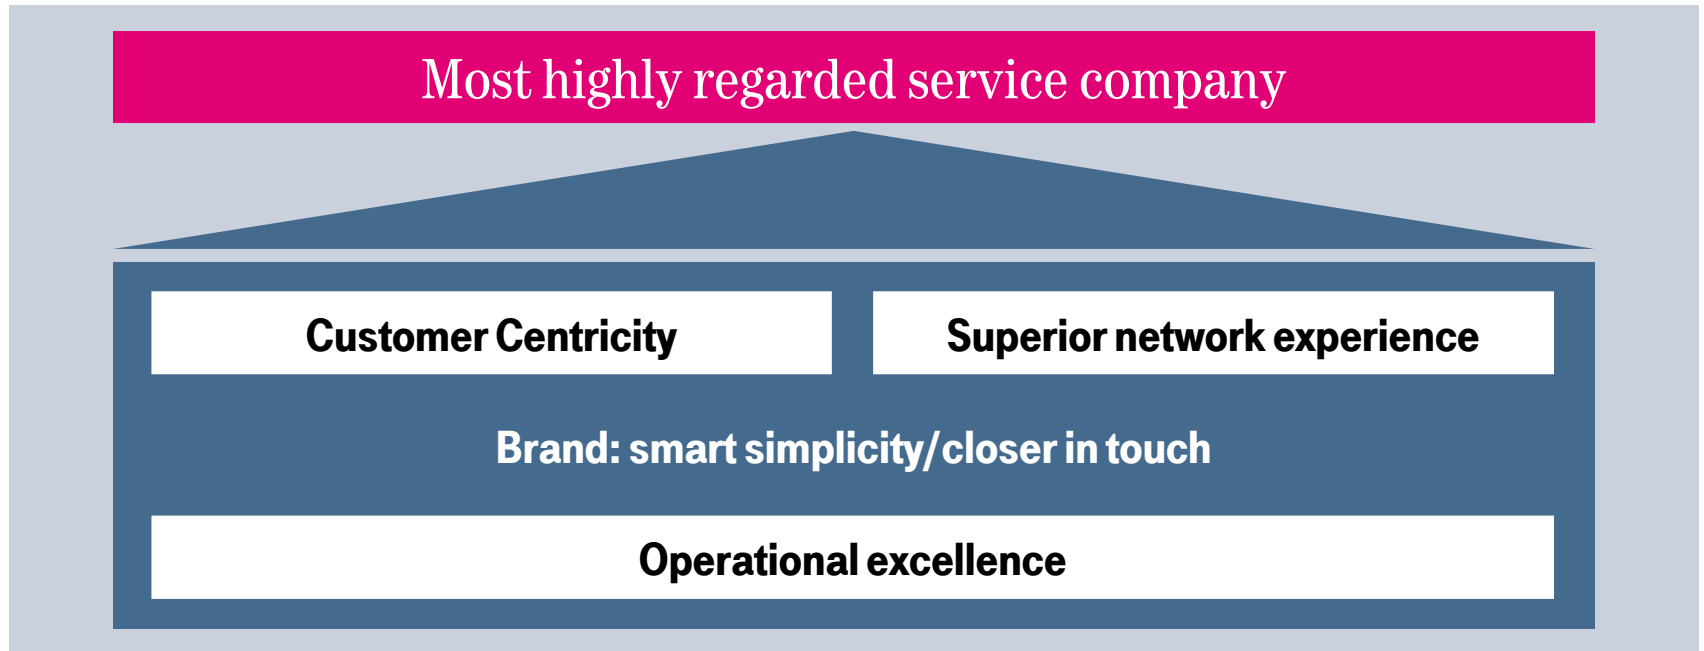 Most highly regarded service company
Customer Centricity
Superior network experience
Brand: smart simplicity/closer in touch
Operational excellence